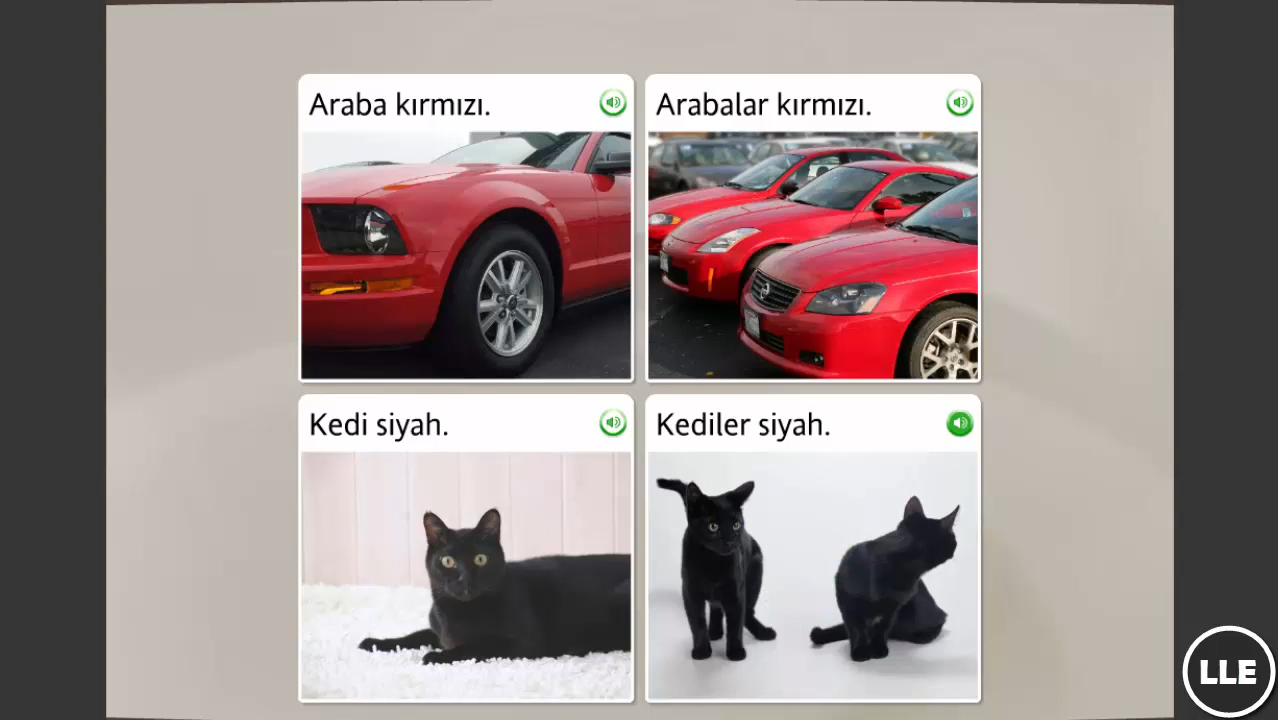 Araba kırmızı.
Arabalar kırmızı.
Kedi siyah.
Kediler siyah.
LLE